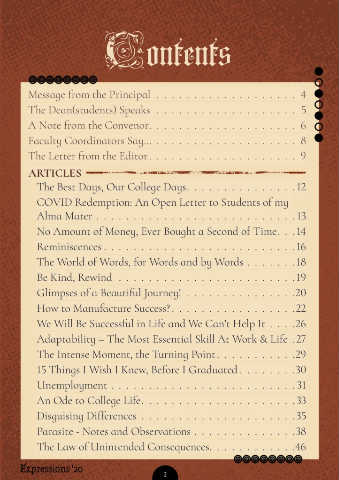 Contents
Message from the Principal . . . . . . . . . . . . . . . . . . 4
The Dean(students) Speaks . . . . . . . . . . . . . . . . . . 5
A Note from the Convenor. . . . . . . . . . . . . . . . . . . 6
Faculty Coordinators Say... . . . . . . . . . . . . . . . . . . 8
The Letter from the Editor. . . . . . . . . . . . . . . . . . . 9
ARTICLES
The Best Days, Our College Days. . . . . . . . . . . . . . .12
COVID Redemption: An Open Letter to Students of my
Alma Mater . . . . . . . . . . . . . . . . . . . . . . . . . .13
No Amount of Money, Ever Bought a Second of Time. . .14
Reminiscences . . . . . . . . . . . . . . . . . . . . . . . . .16
The World of Words, for Words and by Words . . . . . . .18
Be Kind, Rewind . . . . . . . . . . . . . . . . . . . . . . . .19
Glimpses of a Beautiful Journey! . . . . . . . . . . . . . . .20
How to Manufacture Success?. . . . . . . . . . . . . . . . .22
We Will Be Successful in Life and We Can't Help It . . . .26
Adaptability – The Most Essential Skill At Work & Life .27
The Intense Moment, the Turning Point. . . . . . . . . . .29
15 Things I Wish I Knew, Before I Graduated. . . . . . . .30
Unemployment . . . . . . . . . . . . . . . . . . . . . . . . .31
An Ode to College Life. . . . . . . . . . . . . . . . . . . . .33
Disguising Differences . . . . . . . . . . . . . . . . . . . . .35
Parasite - Notes and Observations . . . . . . . . . . . . . .38
The Law of Unintended Consequences. . . . . . . . . . . .46
Expressions '20
2